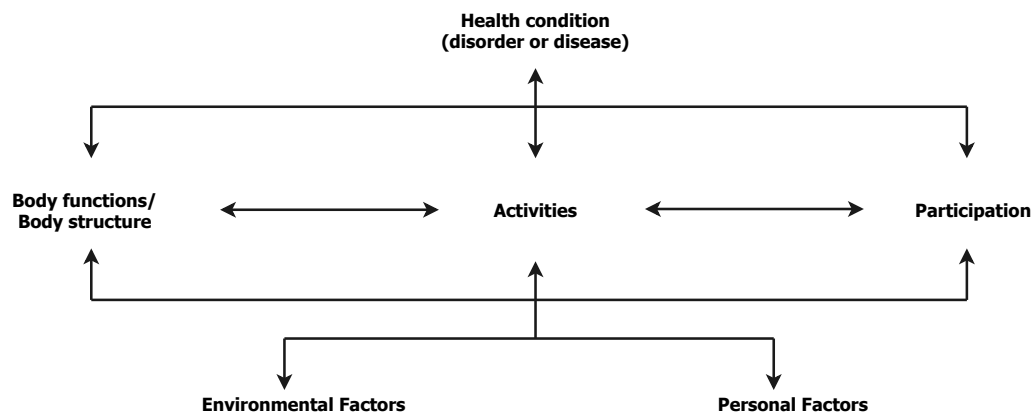 Health condition
(disorder or disease)
Body functions/
Body structure
Activities
Participation
Environmental Factors
Personal Factors